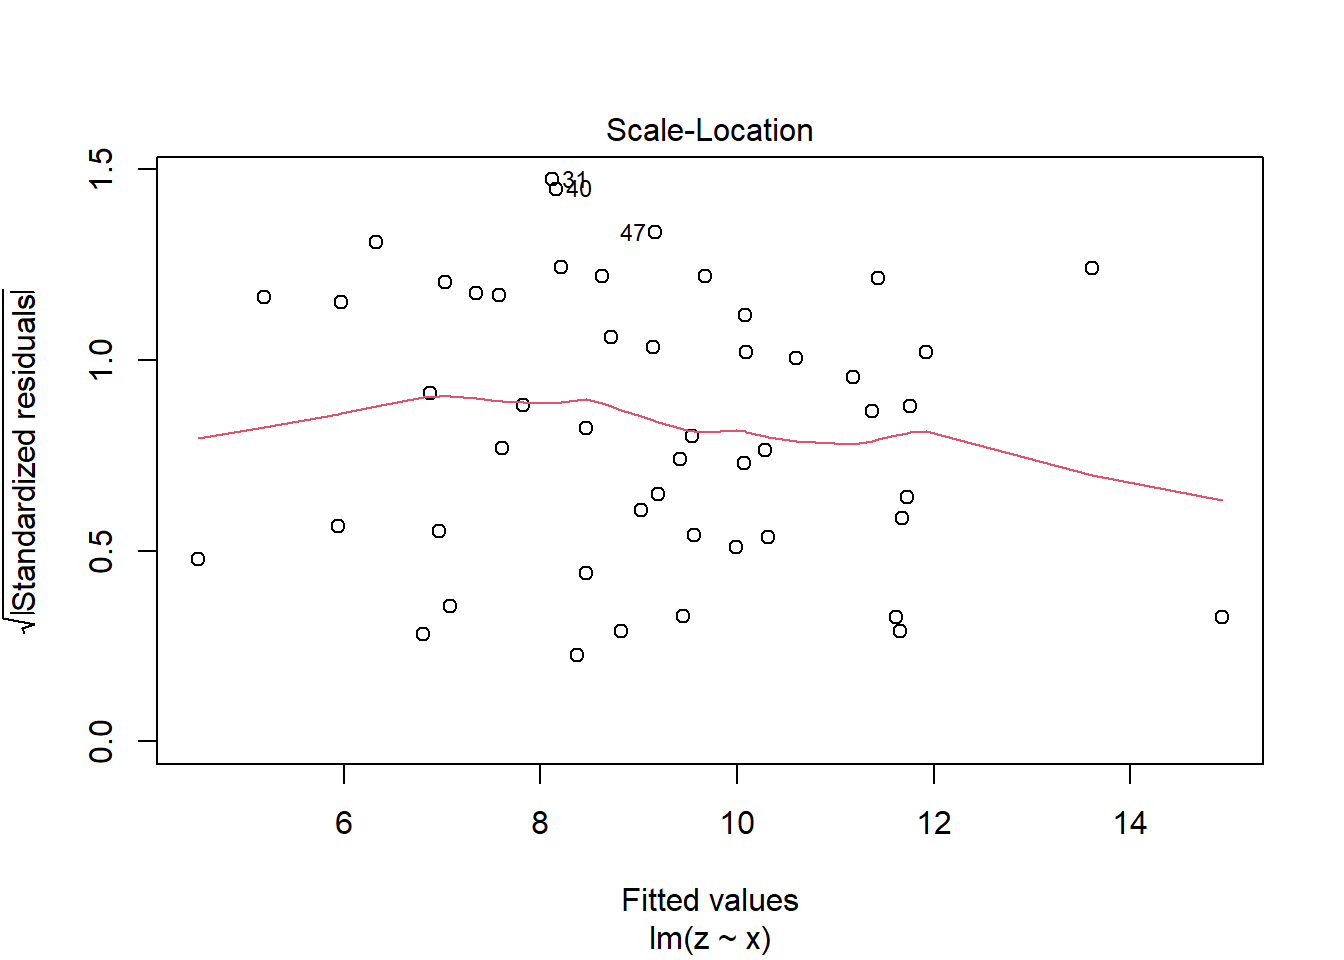 Scale-Location
√|Standardized residuals|
1.5
1.0
0.5
0.0
31
40
47
6 8 10 12 14
Fitted values
lm(z ~ x)